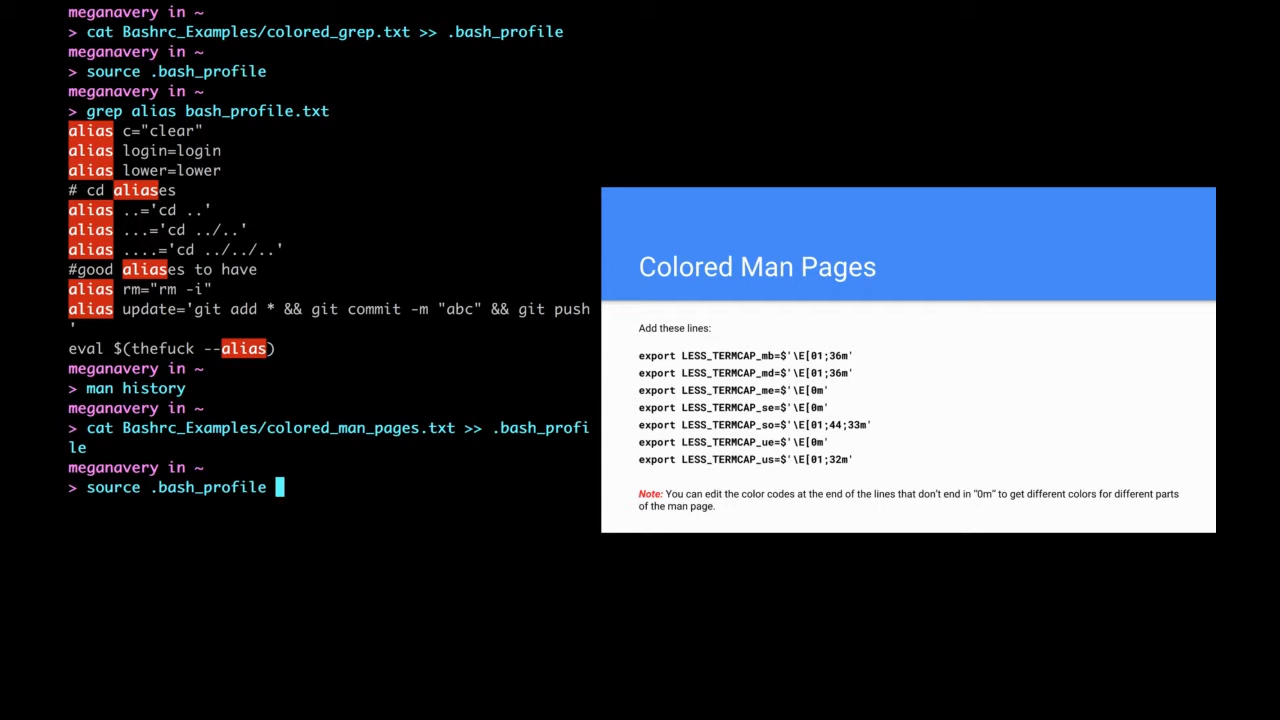 meganavery in ~
> cat Bashrc_Examples/colored_grep.txt >> .bash_profile
meganavery in ~
> source .bash_profile
meganavery in ~
> grep alias bash_profile.txt
alias c="clear"
alias login=login
alias lower=lower
# cd aliases
alias ..='cd ..'
alias ...='cd ../..'
alias ....='cd ../../..'
#good aliases to have
alias rm="rm -i"
alias update='git add * && git commit -m "abc" && git push
'
eval $(thefuck --alias)
meganavery in ~
> man history
meganavery in ~
> cat Bashrc_Examples/colored_man_pages.txt >> .bash_profi
le
meganavery in ~
> source .bash_profile
Colored Man Pages
Add these lines:
export LESS_TERMCAP_mb=$'\E[01;36m'
export LESS_TERMCAP_md=$'\E[01;36m'
export LESS_TERMCAP_me=$'\E[0m'
export LESS_TERMCAP_se=$'\E[0m'
export LESS_TERMCAP_so=$'\E[01;44;33m'
export LESS_TERMCAP_ue=$'\E[0m'
export LESS_TERMCAP_us=$'\E[01;32m'
Note: You can edit the color codes at the end of the lines that don't end in "0m" to get different colors for different parts
of the man page.